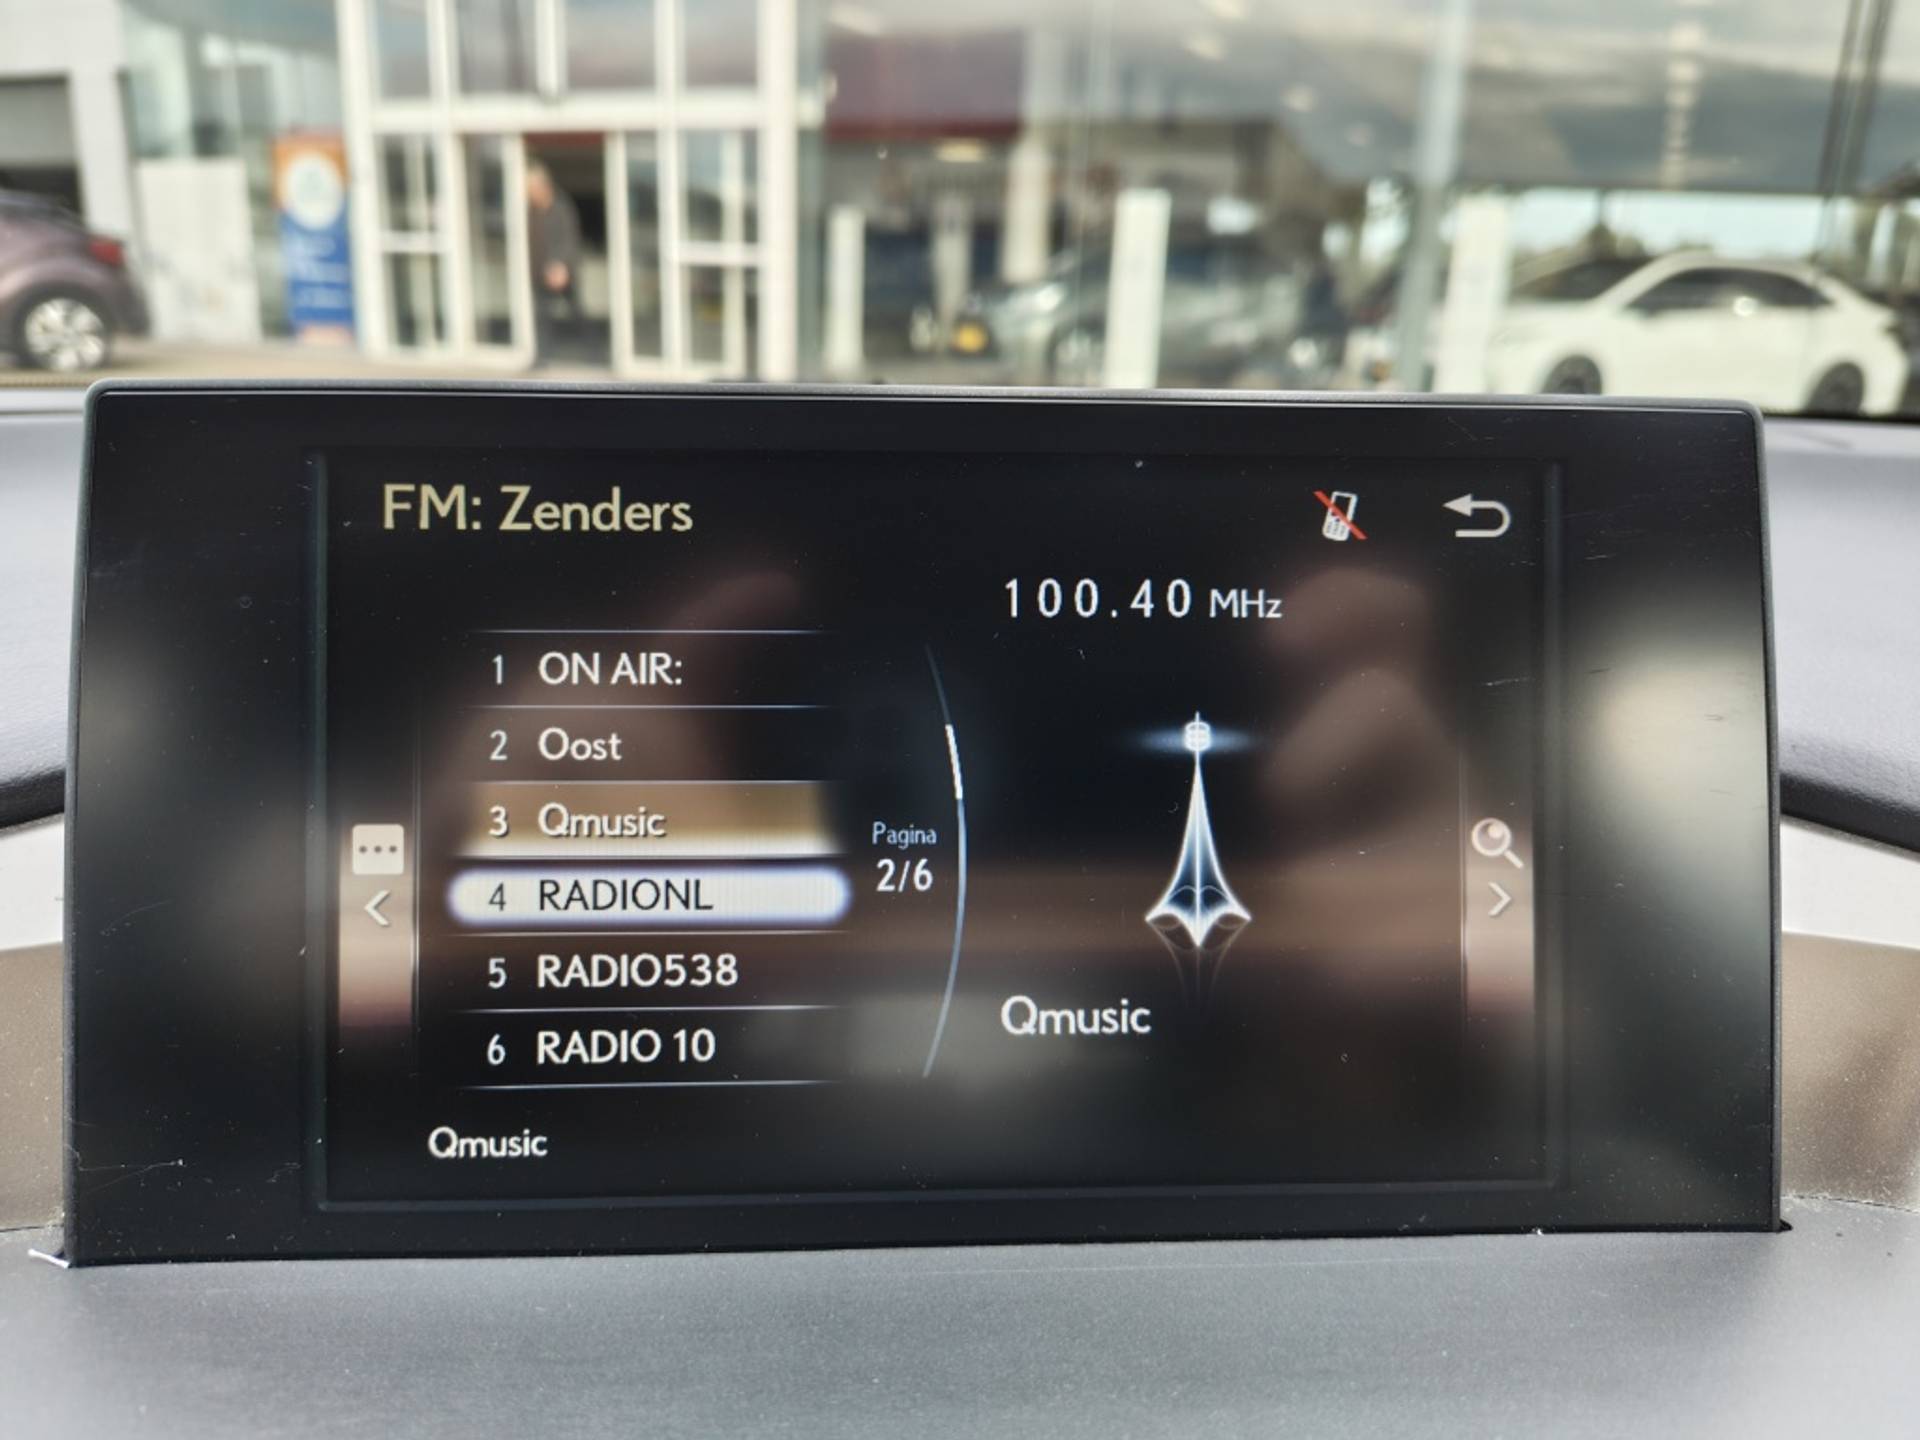 FM: Zenders
100.40 MHz
1 ON AIR:
2 Oost
3 Qmusic
4 RADIONL
5 RADIO538
6 RADIO 10
Pagina
2/6
Qmusic
Qmusic